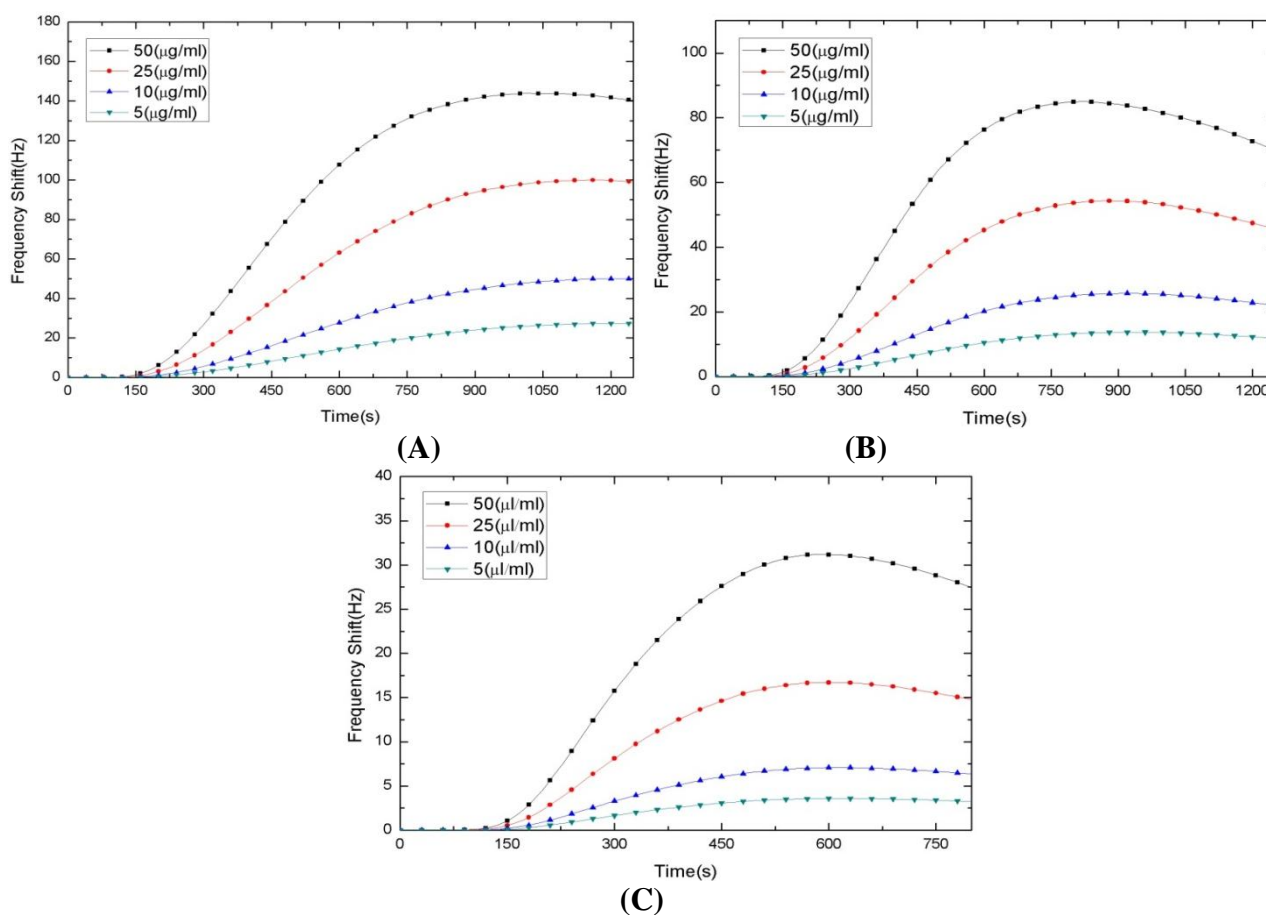 180
160
140
120
100
80
60
40
20
0
Frequency Shift(Hz)
50(μg/ml)
25(μg/ml)
10(μg/ml)
5(μg/ml)
0 150 300 450 600 750 900 1050 1200
Time(s)
(A)
100
80
60
40
20
0
Frequency Shift(Hz)
50(μg/ml)
25(μg/ml)
10(μg/ml)
5(μg/ml)
0 150 300 450 600 750 900 1050 1200
Time(s)
(B)
40
35
30
25
20
15
10
5
0
Frequency Shift(Hz)
50(μl/ml)
25(μl/ml)
10(μl/ml)
5(μl/ml)
0 150 300 450 600 750
Time(s)
(C)